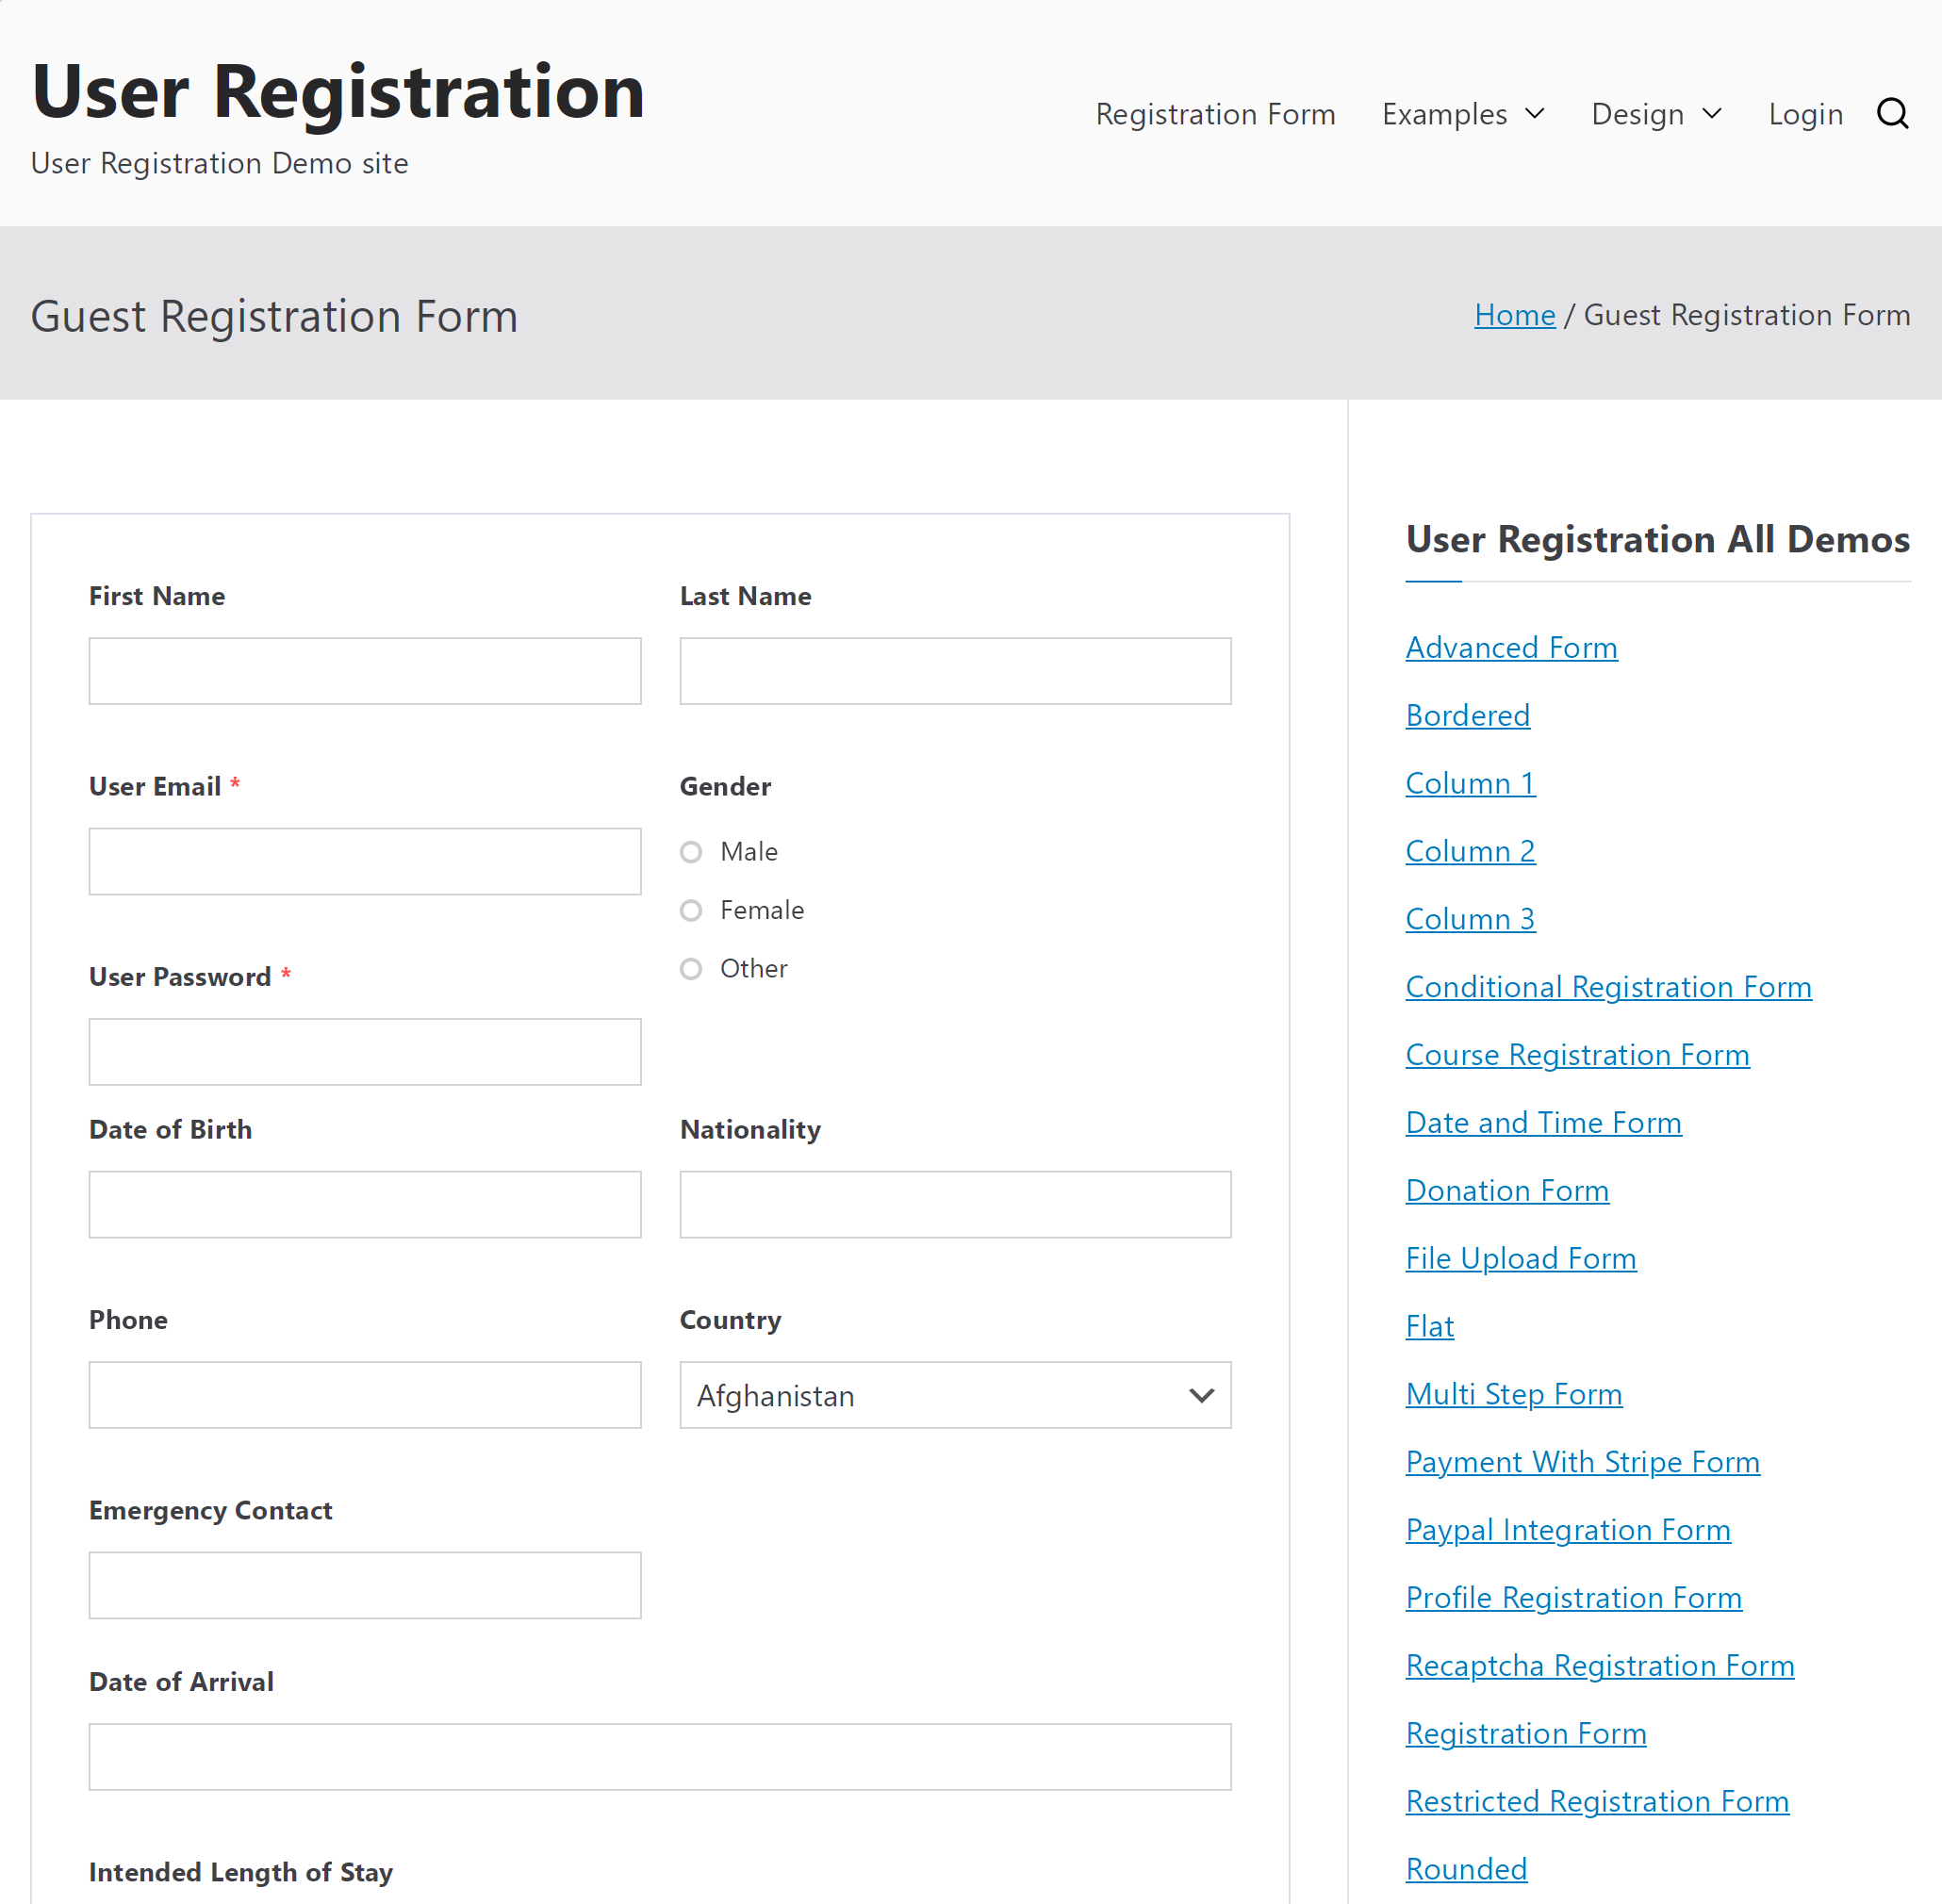 User Registration
User Registration Demo site
Registration Form
Examples
Design
Login
Guest Registration Form
Home / Guest Registration Form
First Name
Last Name
User Email *
Gender
Male
Female
Other
User Password *
Date of Birth
Nationality
Phone
Country
Afghanistan
Emergency Contact
Date of Arrival
Intended Length of Stay
User Registration All Demos
Advanced Form
Bordered
Column 1
Column 2
Column 3
Conditional Registration Form
Course Registration Form
Date and Time Form
Donation Form
File Upload Form
Flat
Multi Step Form
Payment With Stripe Form
Paypal Integration Form
Profile Registration Form
Recaptcha Registration Form
Registration Form
Restricted Registration Form
Rounded